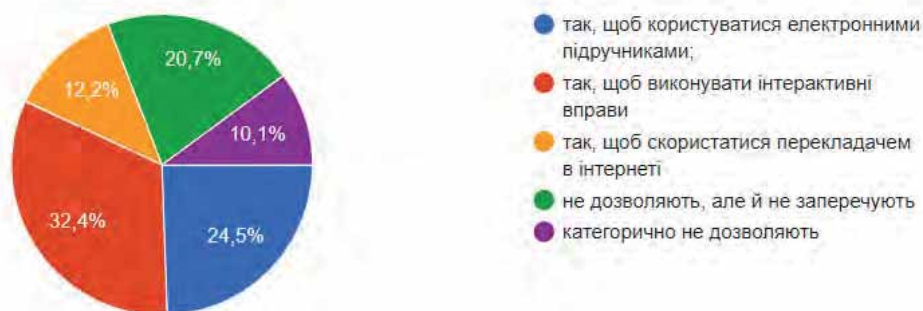 20,7%
12,2%
10,1%
32,4%
24,5%
так, щоб користуватися електронними
підручниками;
так, щоб виконувати інтерактивні
вправи
так, щоб скористатися перекладачем
в інтернеті
не дозволяють, але й не заперечують
категорично не дозволяють